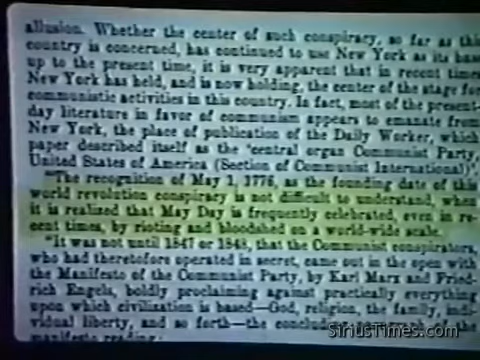 allusion. Whether the center of such conspiracy, so far as this
country is concerned, has continued to use New York as its base
up to the present time, it is very apparent that in recent times
New York has held, and is now holding, the center of the stage for
communistic activities in this country. In fact, most of the present-
day literature in favor of communism appears to emanate from
New York, the place of publication of the Daily Worker, which
paper described itself as the "central organ Communist Party,
United States of America (Section of Communist International)",
"The recognition of May 1, 1776, as the founding date of this
world revolution conspiracy is not difficult to understand, when
it is realized that May Day is frequently celebrated, even in re-
cent times, by rioting and bloodshed on a world-wide scale.
"It was not until 1847 or 1848, that the Communist conspirators,
who had theretofore operated in secret, came out in the open with
the Manifesto of the Communist Party, by Karl Marx and Fried-
rich Engels, boldly proclaiming against practically everything
upon which civilization is based—God, religion, the family, indi-
vidual liberty, and so forth—the concluding the
manifesto reading:
SiriusTimes.com